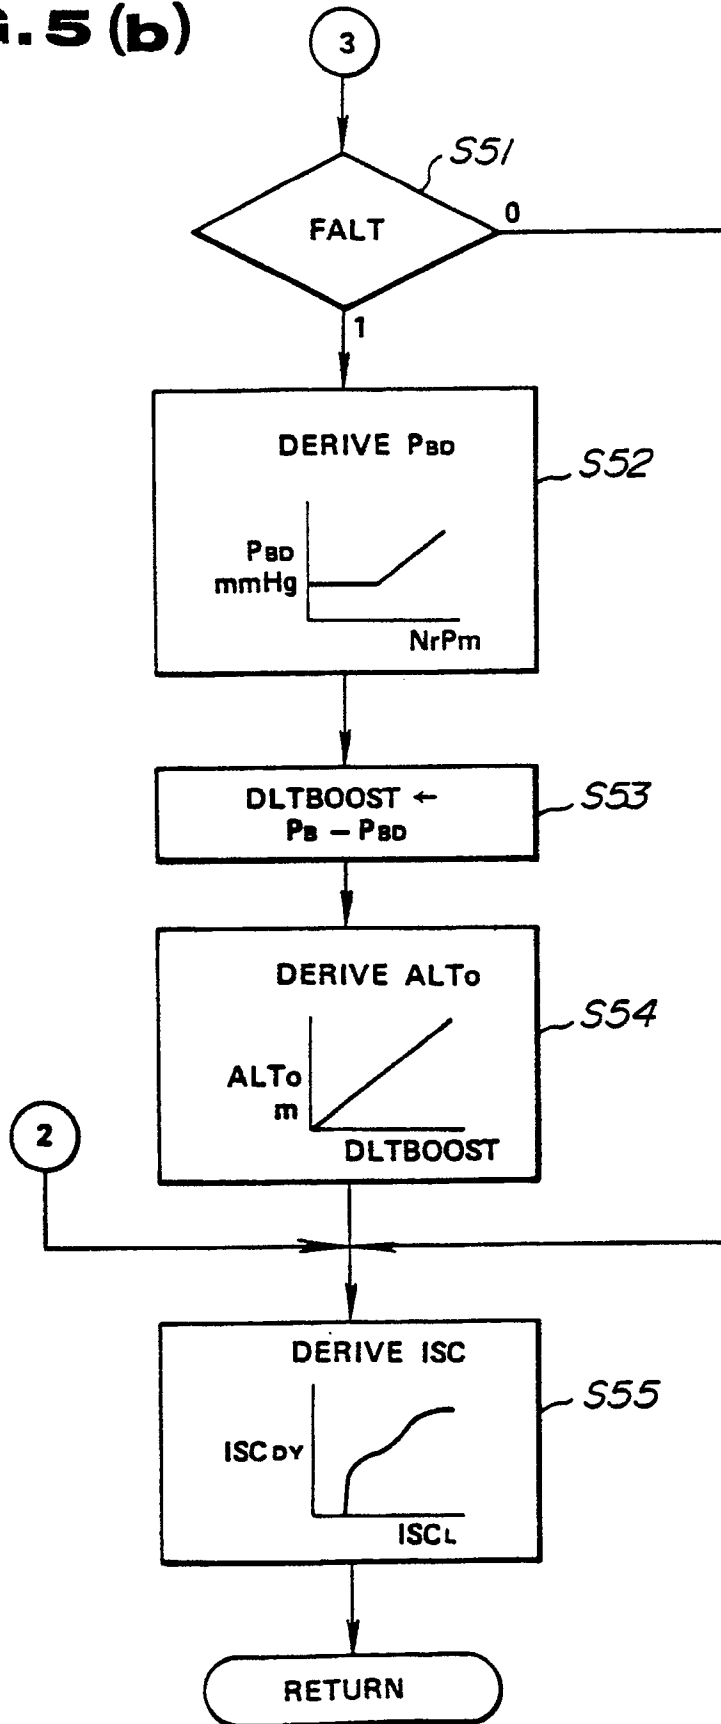 G.5 (b)
3
S51
FALT
0
1
DERIVE PBD
S52
PBD
mmHg
NrPm
DLTBOOST ←
PB – PBD
S53
DERIVE ALTo
S54
ALTo
m
DLTBOOST
2
DERIVE ISC
S55
ISCDY
ISCL
RETURN